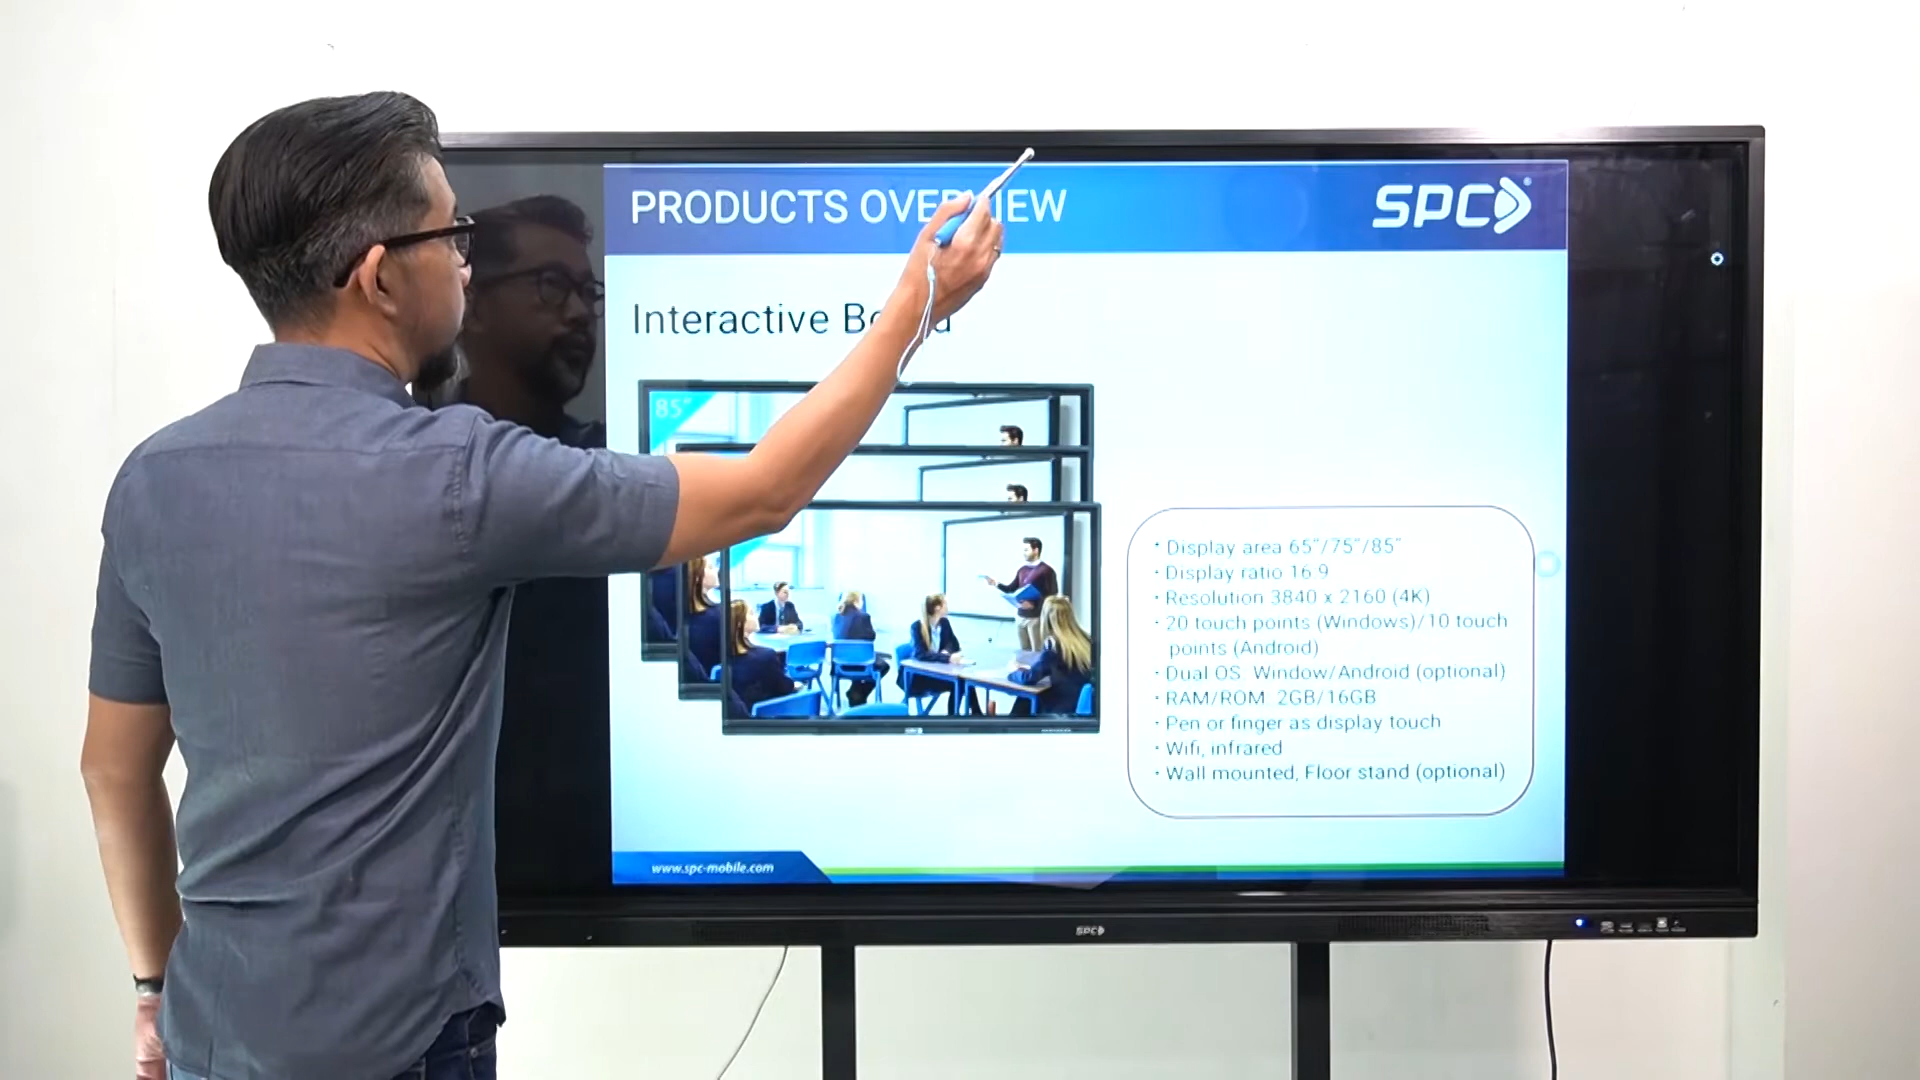 PRODUCTS OVERVIEW
SPC
Interactive Board
85"
• Display area 65"/75"/85"
• Display ratio 16:9
• Resolution 3840 x 2160 (4K)
• 20 touch points (Windows)/10 touch
points (Android)
• Dual OS Window/Android (optional)
• RAM/ROM 2GB/16GB
• Pen or finger as display touch
• Wifi, infrared
• Wall mounted, Floor stand (optional)
www.spc-mobile.com
SPC